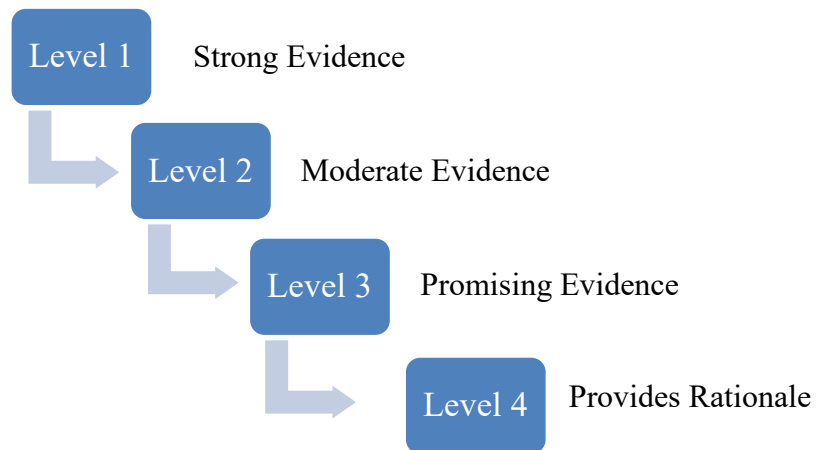 Level 1 Strong Evidence
Level 2 Moderate Evidence
Level 3 Promising Evidence
Level 4 Provides Rationale